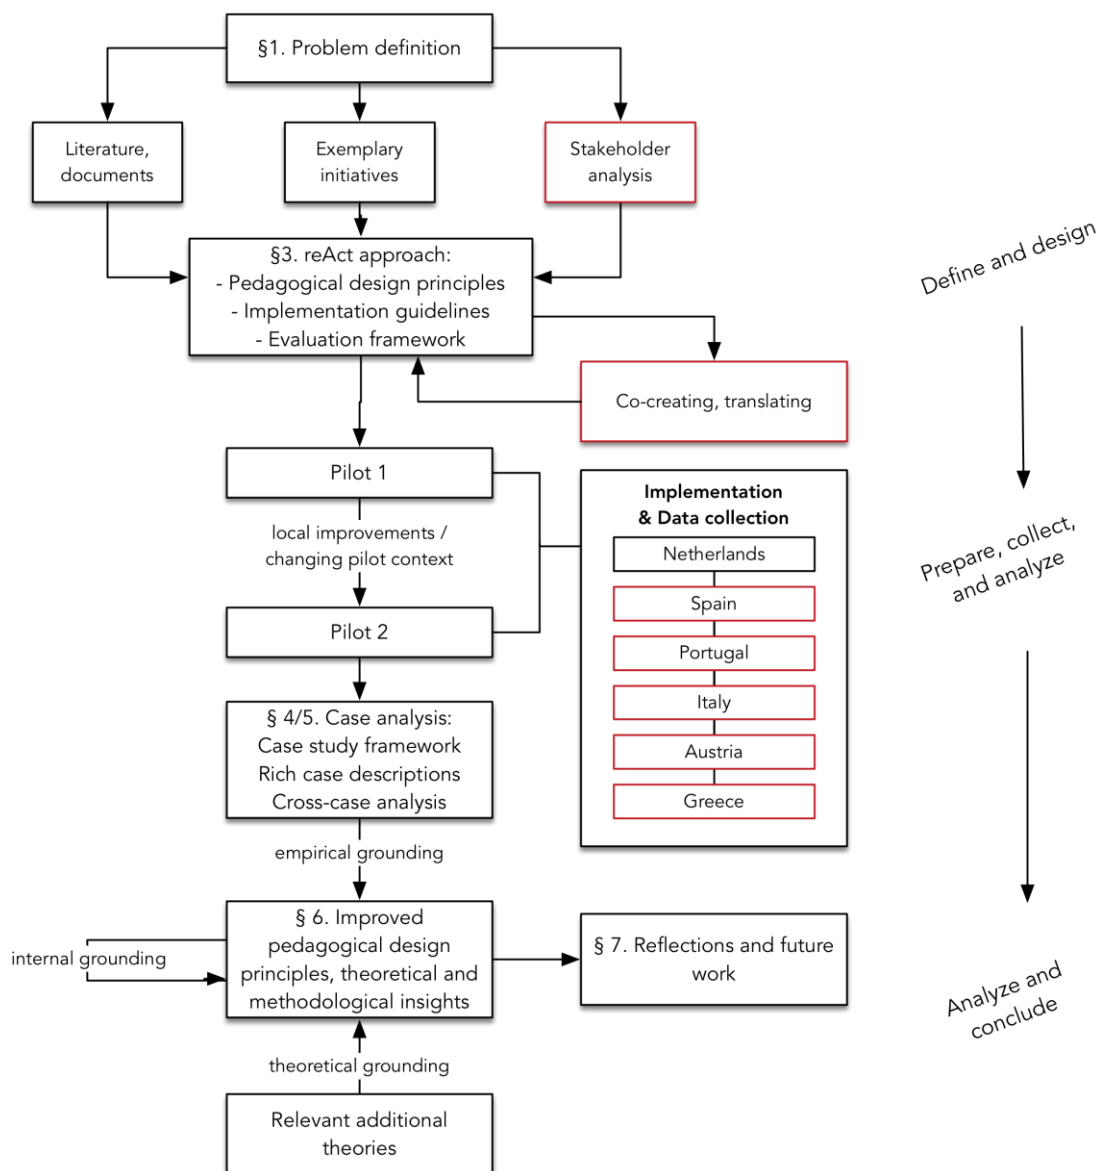 §1. Problem definition
Literature,
documents
Exemplary
initiatives
Stakeholder
analysis
§3. reAct approach:
- Pedagogical design principles
- Implementation guidelines
- Evaluation framework
Define and design
Co-creating, translating
Pilot 1
local improvements /
changing pilot context
Pilot 2
Implementation
& Data collection
Netherlands
Spain
Portugal
Italy
Austria
Greece
Prepare, collect,
and analyze
§ 4/5. Case analysis:
Case study framework
Rich case descriptions
Cross-case analysis
empirical grounding
internal grounding
§ 6. Improved
pedagogical design
principles, theoretical and
methodological insights
§ 7. Reflections and future
work
Analyze and
conclude
theoretical grounding
Relevant additional
theories